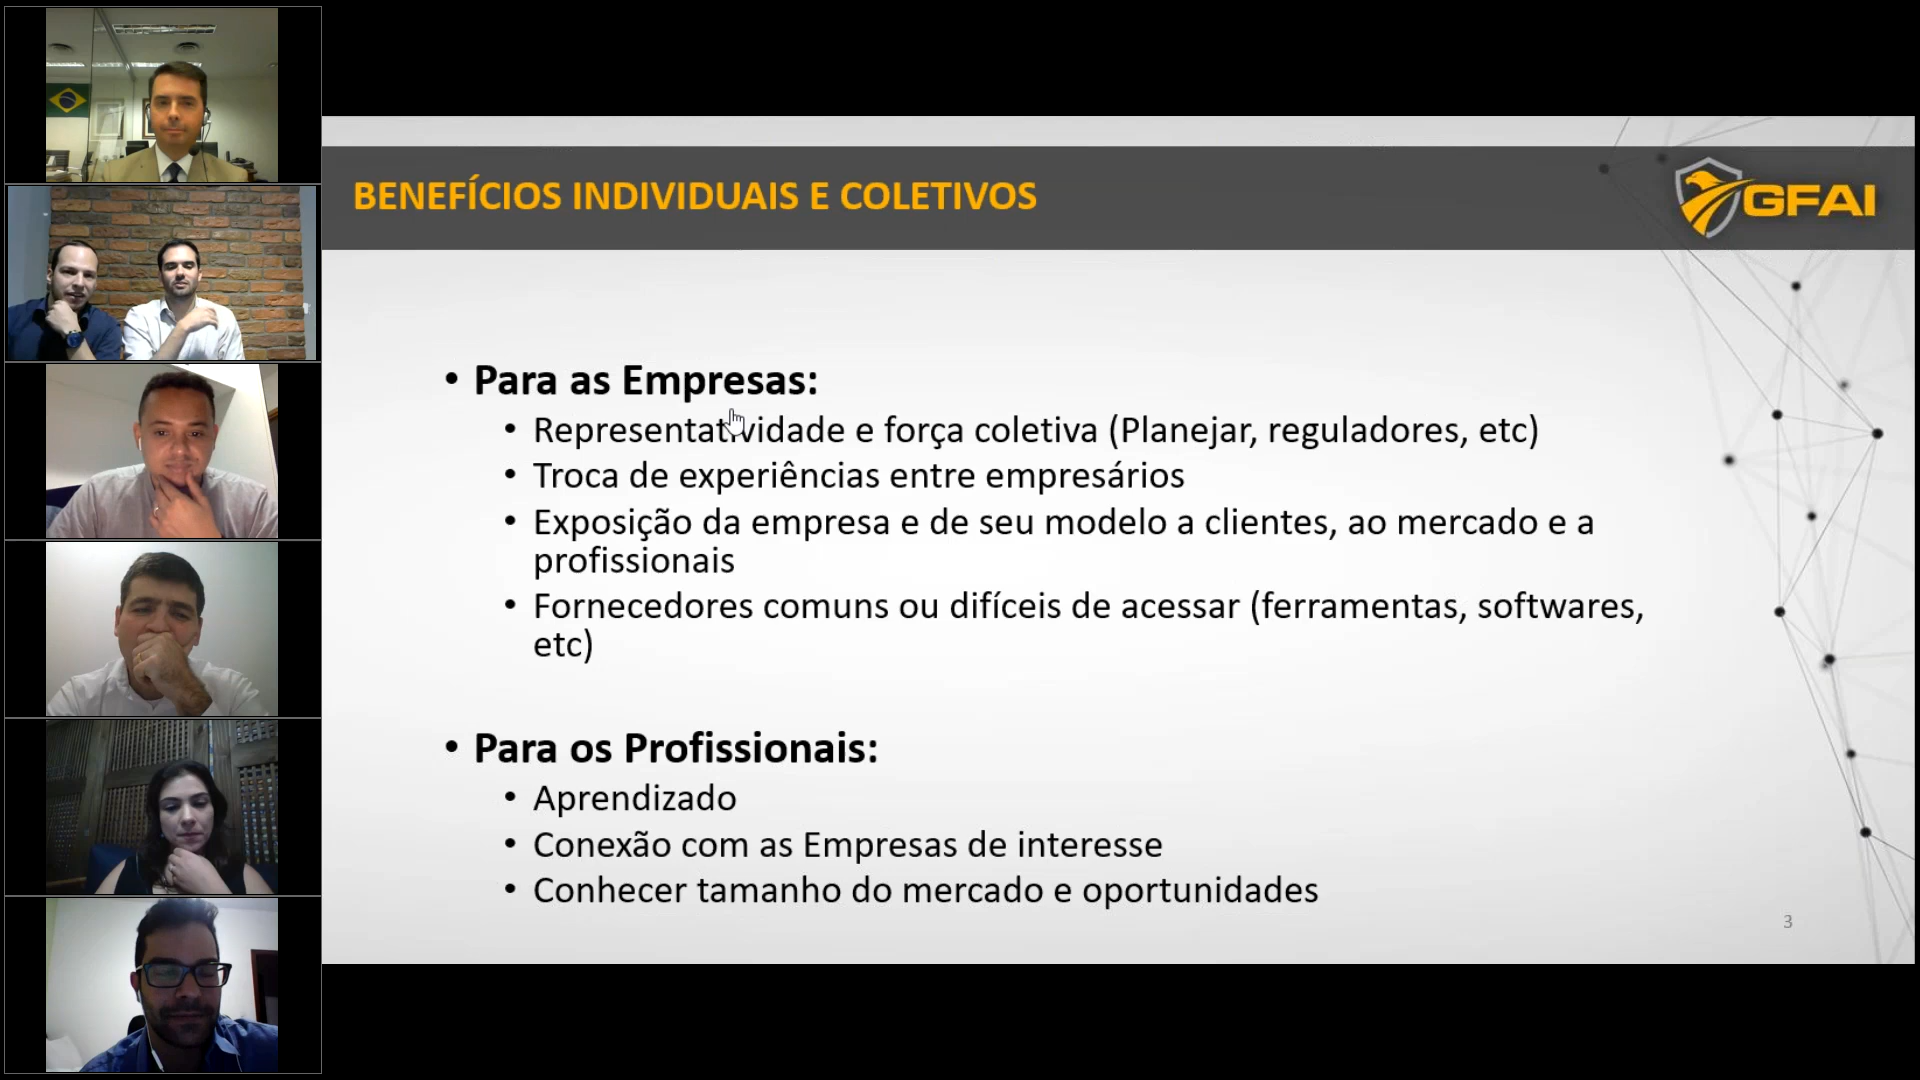 BENEFÍCIOS INDIVIDUAIS E COLETIVOS
GFAI
• Para as Empresas:
• Representatividade e força coletiva (Planejar, reguladores, etc)
• Troca de experiências entre empresários
• Exposição da empresa e de seu modelo a clientes, ao mercado e a
profissionais
• Fornecedores comuns ou difíceis de acessar (ferramentas, softwares,
etc)
• Para os Profissionais:
• Aprendizado
• Conexão com as Empresas de interesse
• Conhecer tamanho do mercado e oportunidades
3